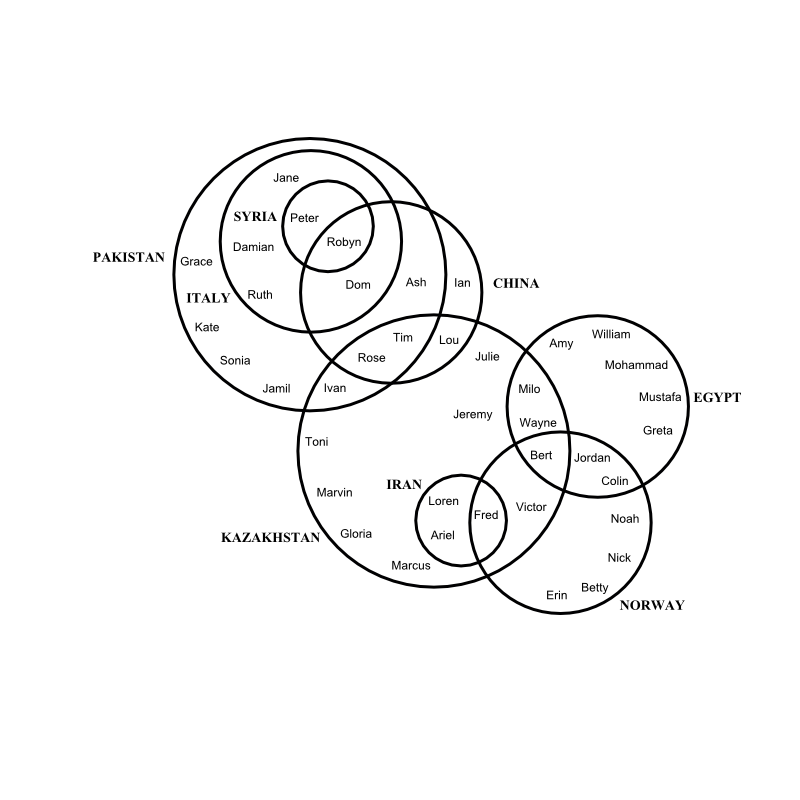 Jane
SYRIA
Peter
Robyn
Damian
PAKISTAN
Grace
ITALY
Ruth
Dom
Ash
Ian
CHINA
Kate
Sonia
Jamil
Ivan
Rose
Tim
Lou
Julie
Amy
William
Mohammad
Mustafa
EGYPT
Greta
Milo
Wayne
Jeremy
Toni
Bert
Jordan
Colin
IRAN
Loren
Fred
Victor
Ariel
Marvin
Gloria
KAZAKHSTAN
Marcus
Noah
Nick
Betty
Erin
NORWAY